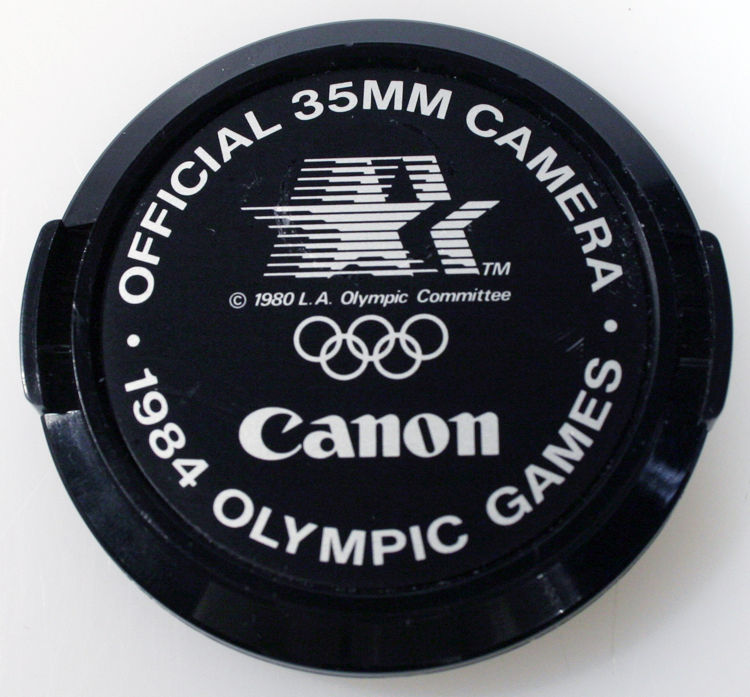 OFFICIAL 35MM CAMERA
TM
© 1980 L.A. Olympic Committee
Canon
• 1984 OLYMPIC GAMES •